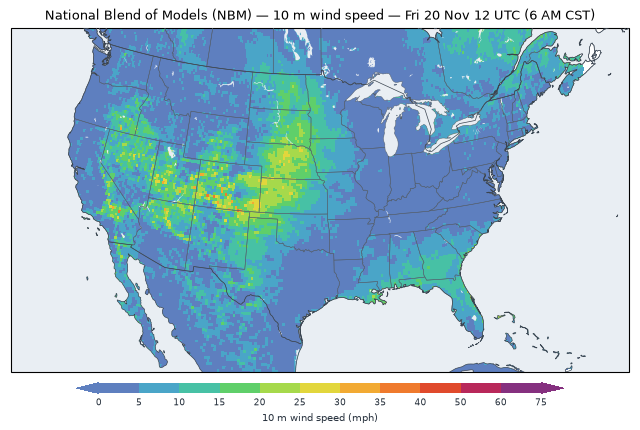 National Blend of Models (NBM) — 10 m wind speed — Fri 20 Nov 12 UTC (6 AM CST)
0 5 10 15 20 25 30 35 40 50 60 75
10 m wind speed (mph)